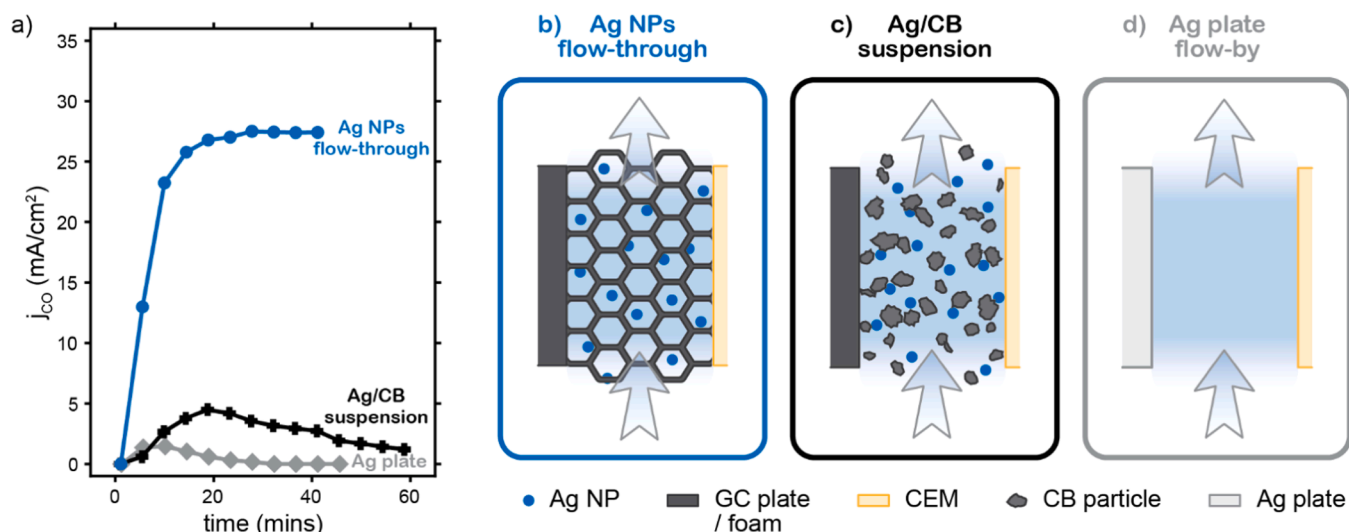 a)
35
30
25
20
15
10
5
0
j_CO (mA/cm²)
Ag NPs
flow-through
Ag/CB
suspension
Ag plate
0 20 40 60
time (mins)
b) Ag NPs
flow-through
c) Ag/CB
suspension
d) Ag plate
flow-by
Ag NP
GC plate
/ foam
CEM
CB particle
Ag plate